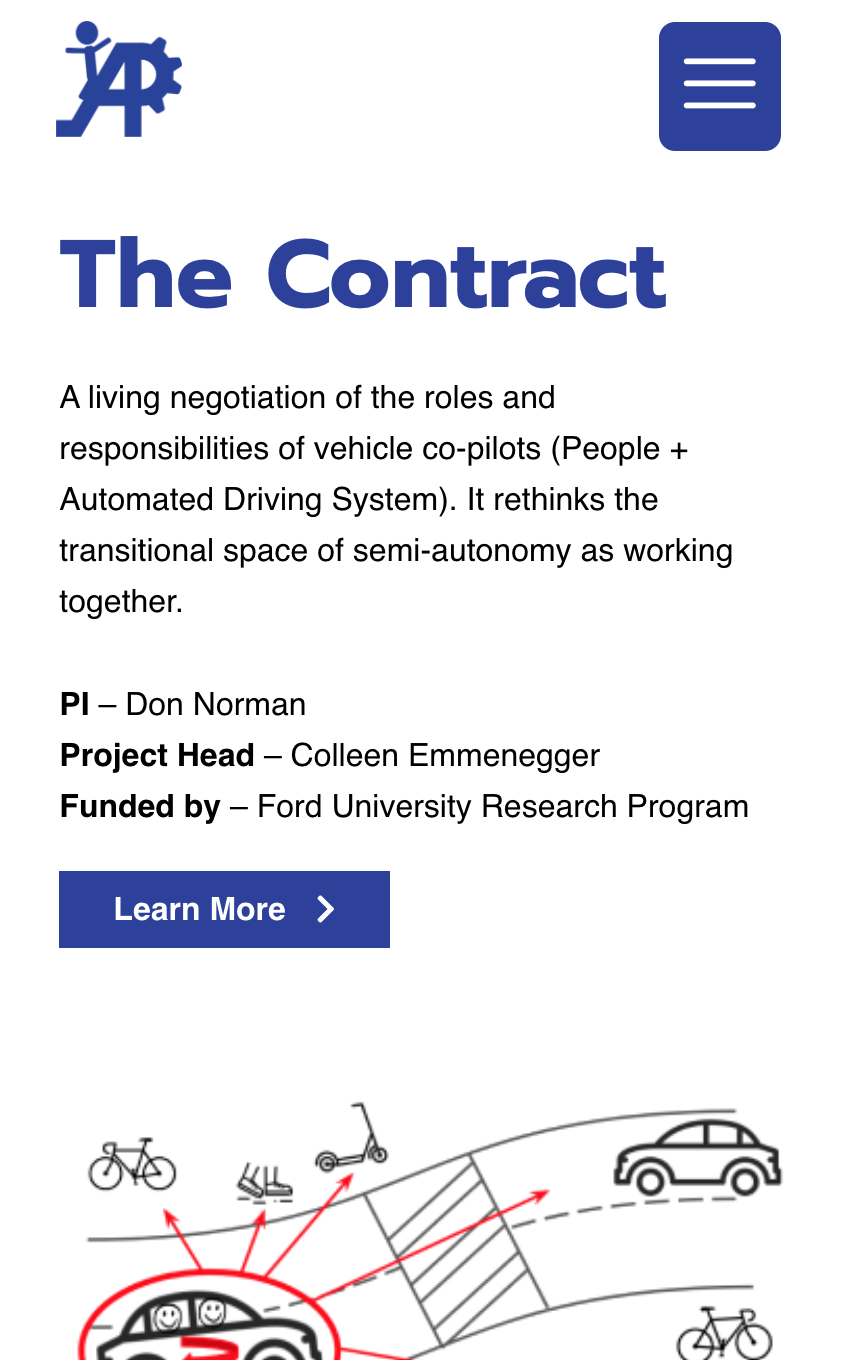 AP
The Contract
A living negotiation of the roles and
responsibilities of vehicle co-pilots (People +
Automated Driving System). It rethinks the
transitional space of semi-autonomy as working
together.
PI – Don Norman
Project Head – Colleen Emmenegger
Funded by – Ford University Research Program
Learn More